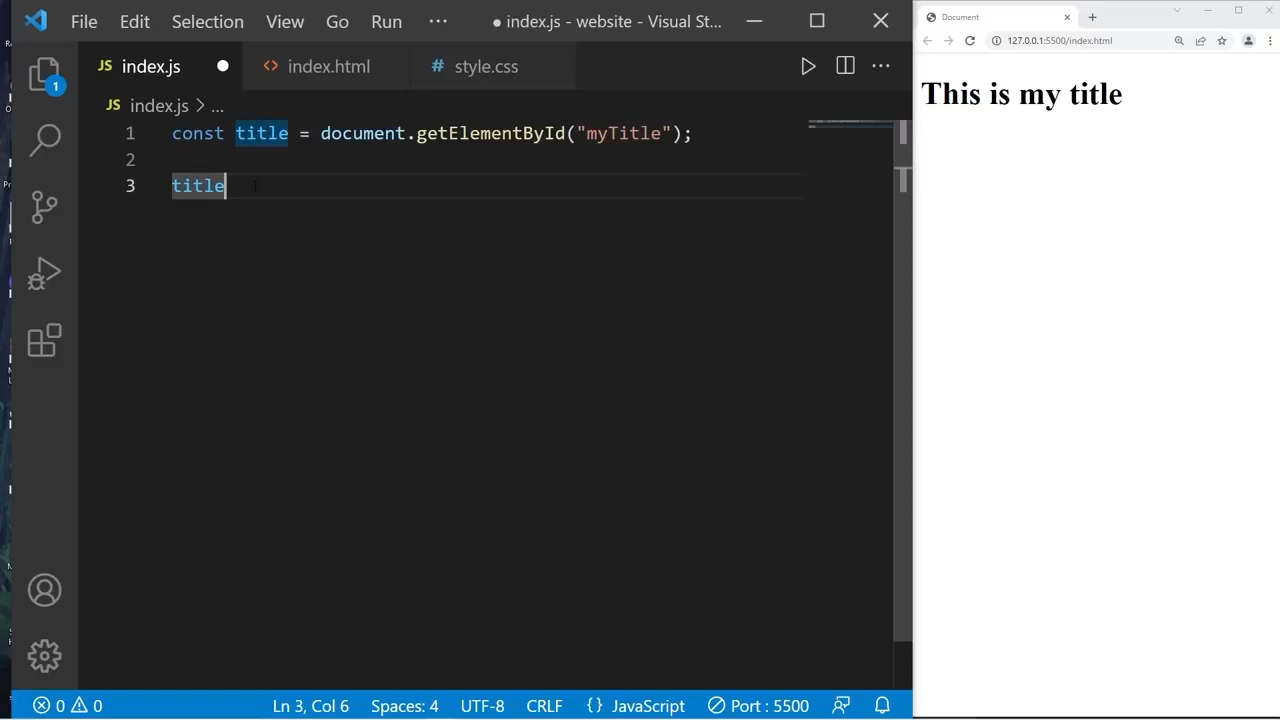 File Edit Selection View Go Run ··· ● index.js - website - Visual St...
JS index.js ● <> index.html # style.css
JS index.js > ...
1 const title = document.getElementById("myTitle");
2
3 title
1
0 0 Ln 3, Col 6 Spaces: 4 UTF-8 CRLF {} JavaScript Port : 5500
Document
127.0.0.1:5500/index.html
This is my title